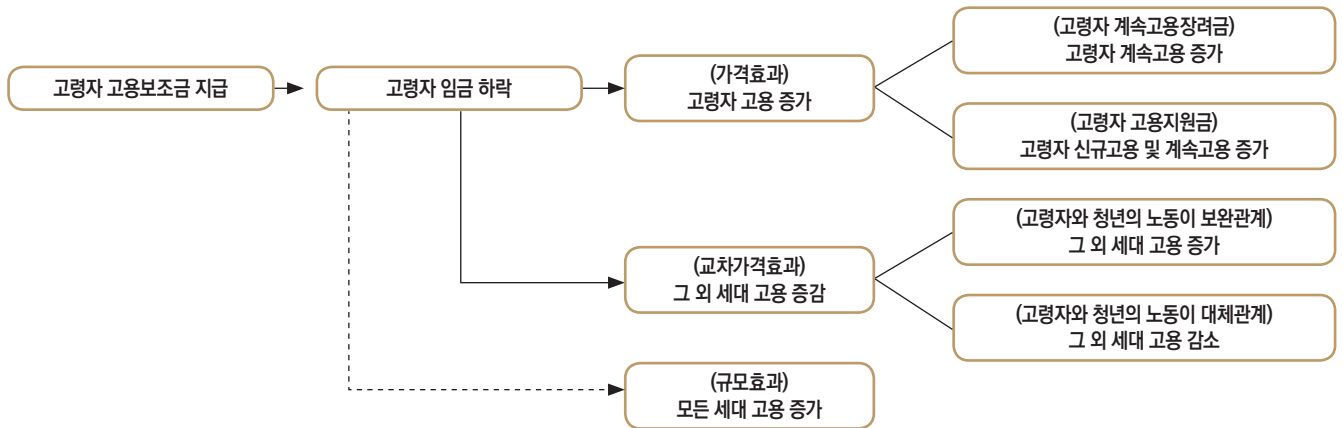 고령자 고용보조금 지급
고령자 임금 하락
(가격효과)
고령자 고용 증가
(고령자 계속고용장려금)
고령자 계속고용 증가
(고령자 고용지원금)
고령자 신규고용 및 계속고용 증가
(교차가격효과)
그 외 세대 고용 증감
(고령자와 청년의 노동이 보완관계)
그 외 세대 고용 증가
(고령자와 청년의 노동이 대체관계)
그 외 세대 고용 감소
(규모효과)
모든 세대 고용 증가